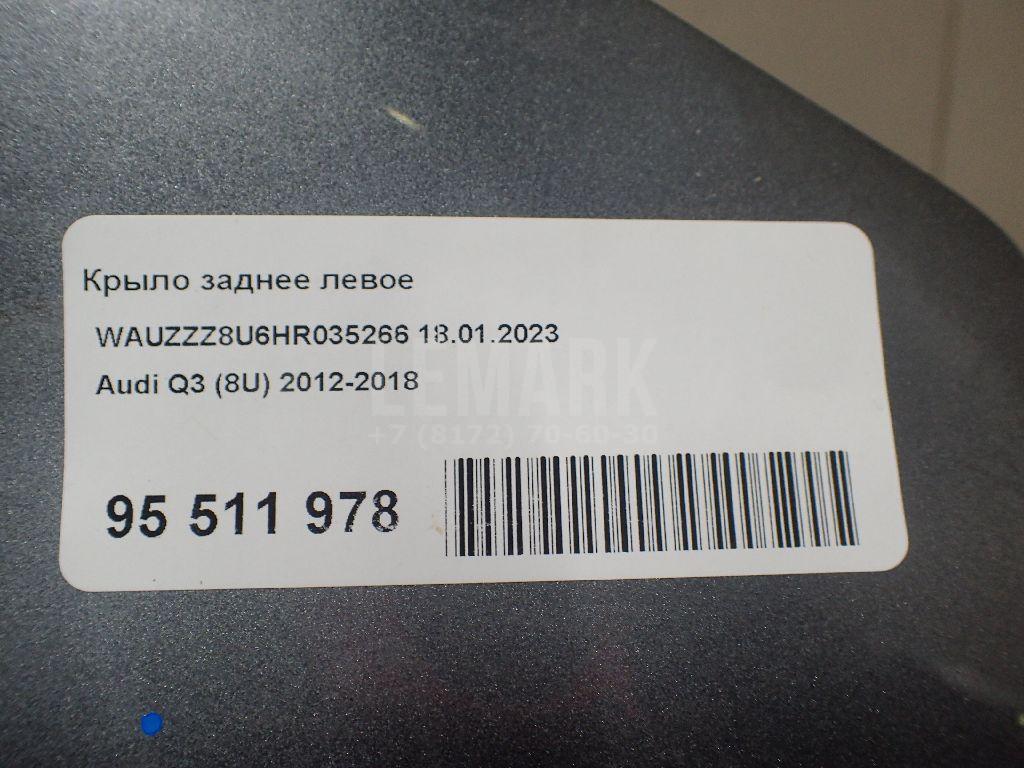 Крыло заднее левое
WAUZZZ8U6HR035266 18.01.2023
Audi Q3 (8U) 2012-2018
LEMARK
+7 (8172) 70-60-30
95 511 978